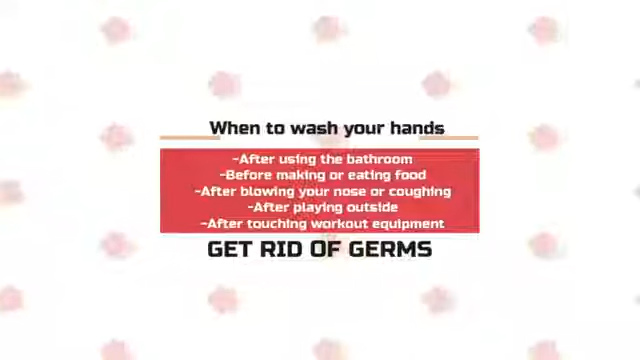 When to wash your hands
-After using the bathroom
-Before making or eating food
-After blowing your nose or coughing
-After playing outside
-After touching workout equipment
GET RID OF GERMS